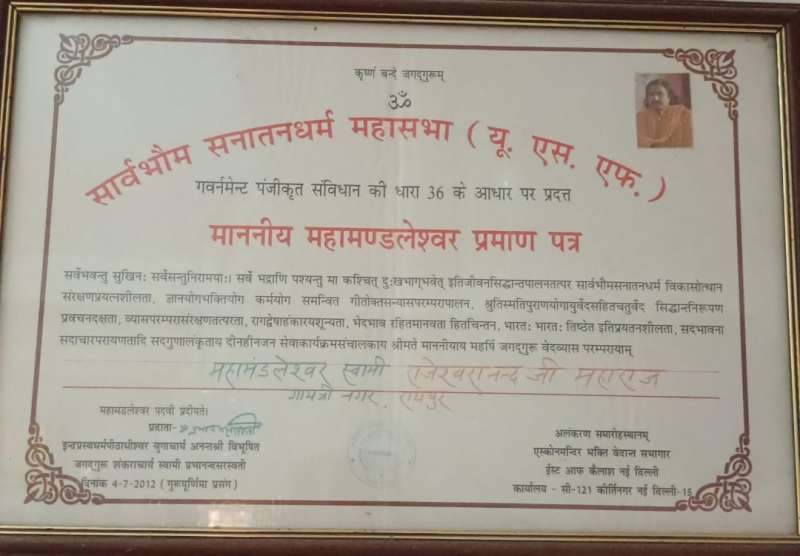 कृष्णं बन्दे जगद्गुरूम्
ॐ
सार्वभौम सनातनधर्म महासभा ( यू. एस. एफ. )
गवर्नमेन्ट पंजीकृत संविधान की धारा 36 के आधार पर प्रदत्त
माननीय महामण्डलेश्वर प्रमाण पत्र
सर्वेभवन्तु सुखिनः सर्वेसन्तुनिरामयाः। सर्वे भद्राणि पश्यन्तु मा कश्चित् दुःखभाग्भवेत् इतिजीवनसिद्धान्तपालनतत्पर सार्वभौमसनातनधर्म विकासोत्थान
संरक्षणप्रयत्नशीलता, ज्ञानयोगभक्तियोग कर्मयोग समन्वित गीतोक्तसन्यासपरम्परापालन, श्रुतिस्मतिपुराणयोगायुर्वेदसहितचतुर्वेद सिद्धान्तनिरूपण
प्रवचनदक्षता, व्यासपरम्परासंरक्षणतत्परता, रागद्वेषाहंकारयशून्यता, भेदभाव रहितमानवता हितचिन्तन, भारतः भारतः तिष्ठेत इतिप्रयतनशीलता, सदभावना
सदाचारपरायणतादि सदगुणालंकृताय दीनहीनजन सेवाकार्यक्रमसंचालकाय श्रीमते माननीयाय महर्षि जगद्गुरू वेदव्यास परम्परायाम्
महामंडलेश्वर स्वामी राजेश्वरानन्द जी महाराज
गायत्री नगर, रायपुर
महामंडलेश्वर पदवी प्रदीयते।
प्रदाता-
इन्द्रप्रस्थधर्मपीठाधीश्वर युगाचार्य अनन्तश्री विभूषित
जगद्गुरू शंकराचार्य स्वामी प्रभानन्दसरस्वती
दिनांक 4-7-2012 (गुरूपूर्णिमा प्रसंग)
अलंकरण समारोहस्थानम्
एस्कोनमन्दिर भक्ति वेदान्त सभागार
ईस्ट आफ कैलाश नई दिल्ली
कार्यालय - सी-121 कीर्तिनगर नई दिल्ली-15